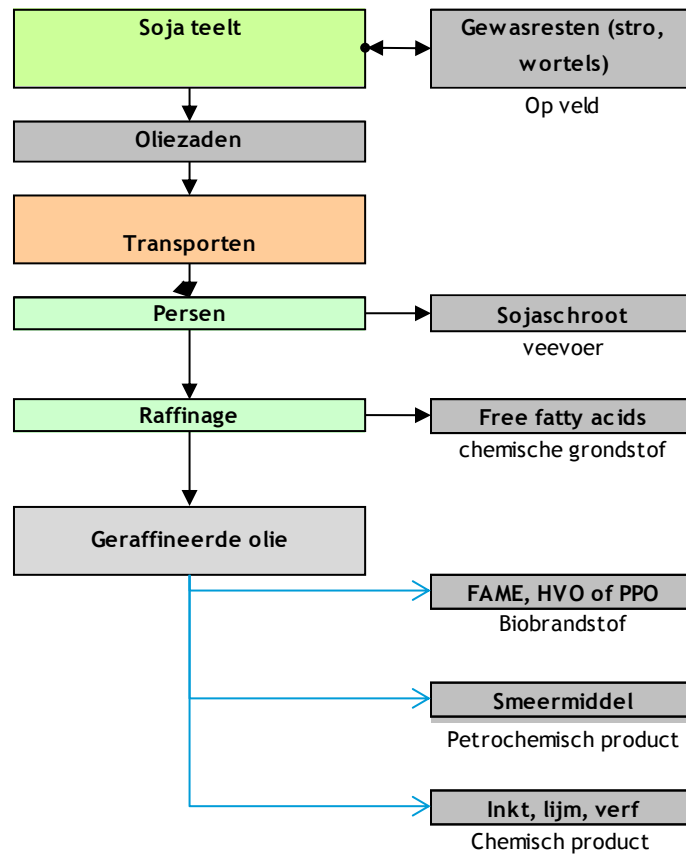 Soja teelt
Gewasresten (stro,
wortels)
Op veld
Oliezaden
Transporten
Persen
Sojaschroot
veevoer
Raffinage
Free fatty acids
chemische grondstof
Geraffineerde olie
FAME, HVO of PPO
Biobrandstof
Smeermiddel
Petrochemisch product
Inkt, lijm, verf
Chemisch product